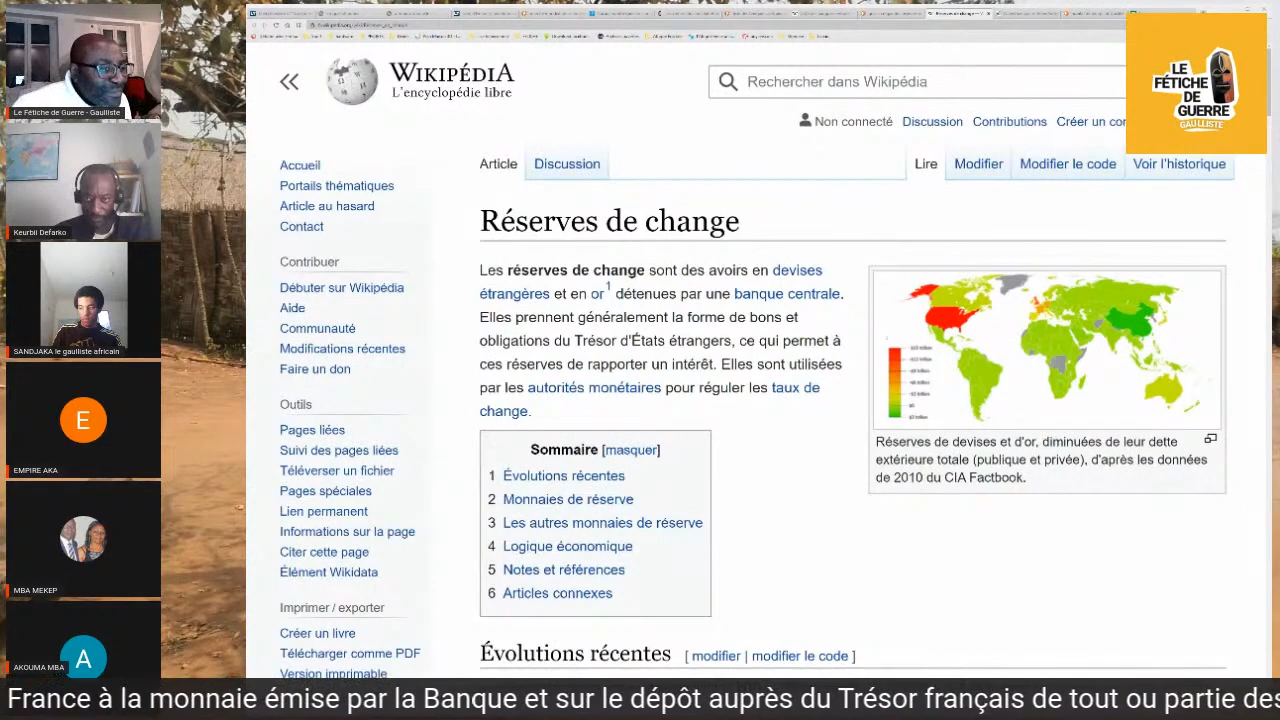 Le Fétiche de Guerre - Gaulliste
Keurbii Defarko
SANDJAKA le gaulliste africain
E
EMPIRE AKA
MBA MEKEP
A
AKOUMA MBA
WIKIPÉDIA
L'encyclopédie libre
Rechercher dans Wikipédia
Non connecté Discussion Contributions Créer un cor
LE
FÉTICHE
DE
GUERRE
GAULLISTE
Article Discussion Lire Modifier Modifier le code Voir l'historique
Accueil
Portails thématiques
Article au hasard
Contact
Contribuer
Débuter sur Wikipédia
Aide
Communauté
Modifications récentes
Faire un don
Outils
Pages liées
Suivi des pages liées
Téléverser un fichier
Pages spéciales
Lien permanent
Informations sur la page
Citer cette page
Élément Wikidata
Imprimer / exporter
Créer un livre
Télécharger comme PDF
Version imprimable
Réserves de change
Les réserves de change sont des avoirs en devises
étrangères et en or1 détenues par une banque centrale.
Elles prennent généralement la forme de bons et
obligations du Trésor d'États étrangers, ce qui permet à
ces réserves de rapporter un intérêt. Elles sont utilisées
par les autorités monétaires pour réguler les taux de
change.
Sommaire [masquer]
1 Évolutions récentes
2 Monnaies de réserve
3 Les autres monnaies de réserve
4 Logique économique
5 Notes et références
6 Articles connexes
Réserves de devises et d'or, diminuées de leur dette
extérieure totale (publique et privée), d'après les données
de 2010 du CIA Factbook.
Évolutions récentes [ modifier | modifier le code ]
France à la monnaie émise par la Banque et sur le dépôt auprès du Trésor français de tout ou partie des